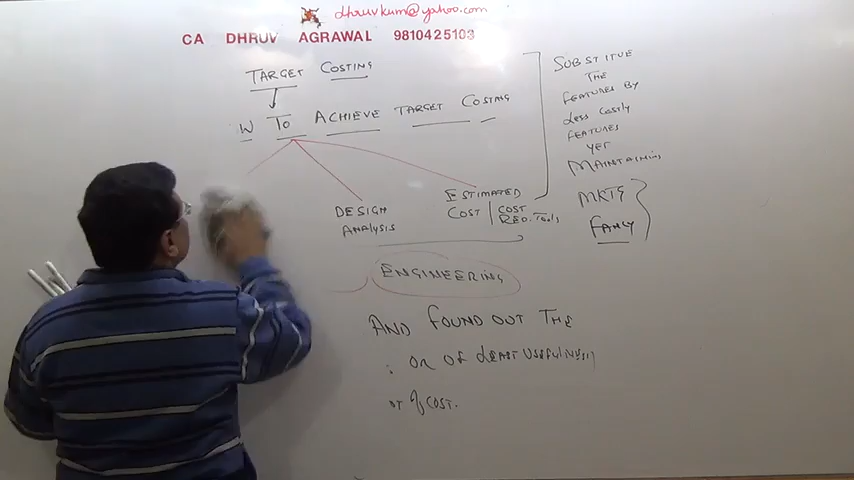 dhruvkum@yahoo.com
CA DHRUV AGRAWAL 9810425103
TARGET COSTING
W TO ACHIEVE TARGET COSTING
DESIGN
ANALYSIS
ESTIMATED
COST | COST
RED. TOOLS
ENGINEERING
AND FOUND OUT THE
OR OF LEAST USEFULNESS
OF COST.
SUBSTITUE
THE
FEATURES BY
LESS COSTLY
FEATURES
YET
MAINTAINING
MKTG
FANCY